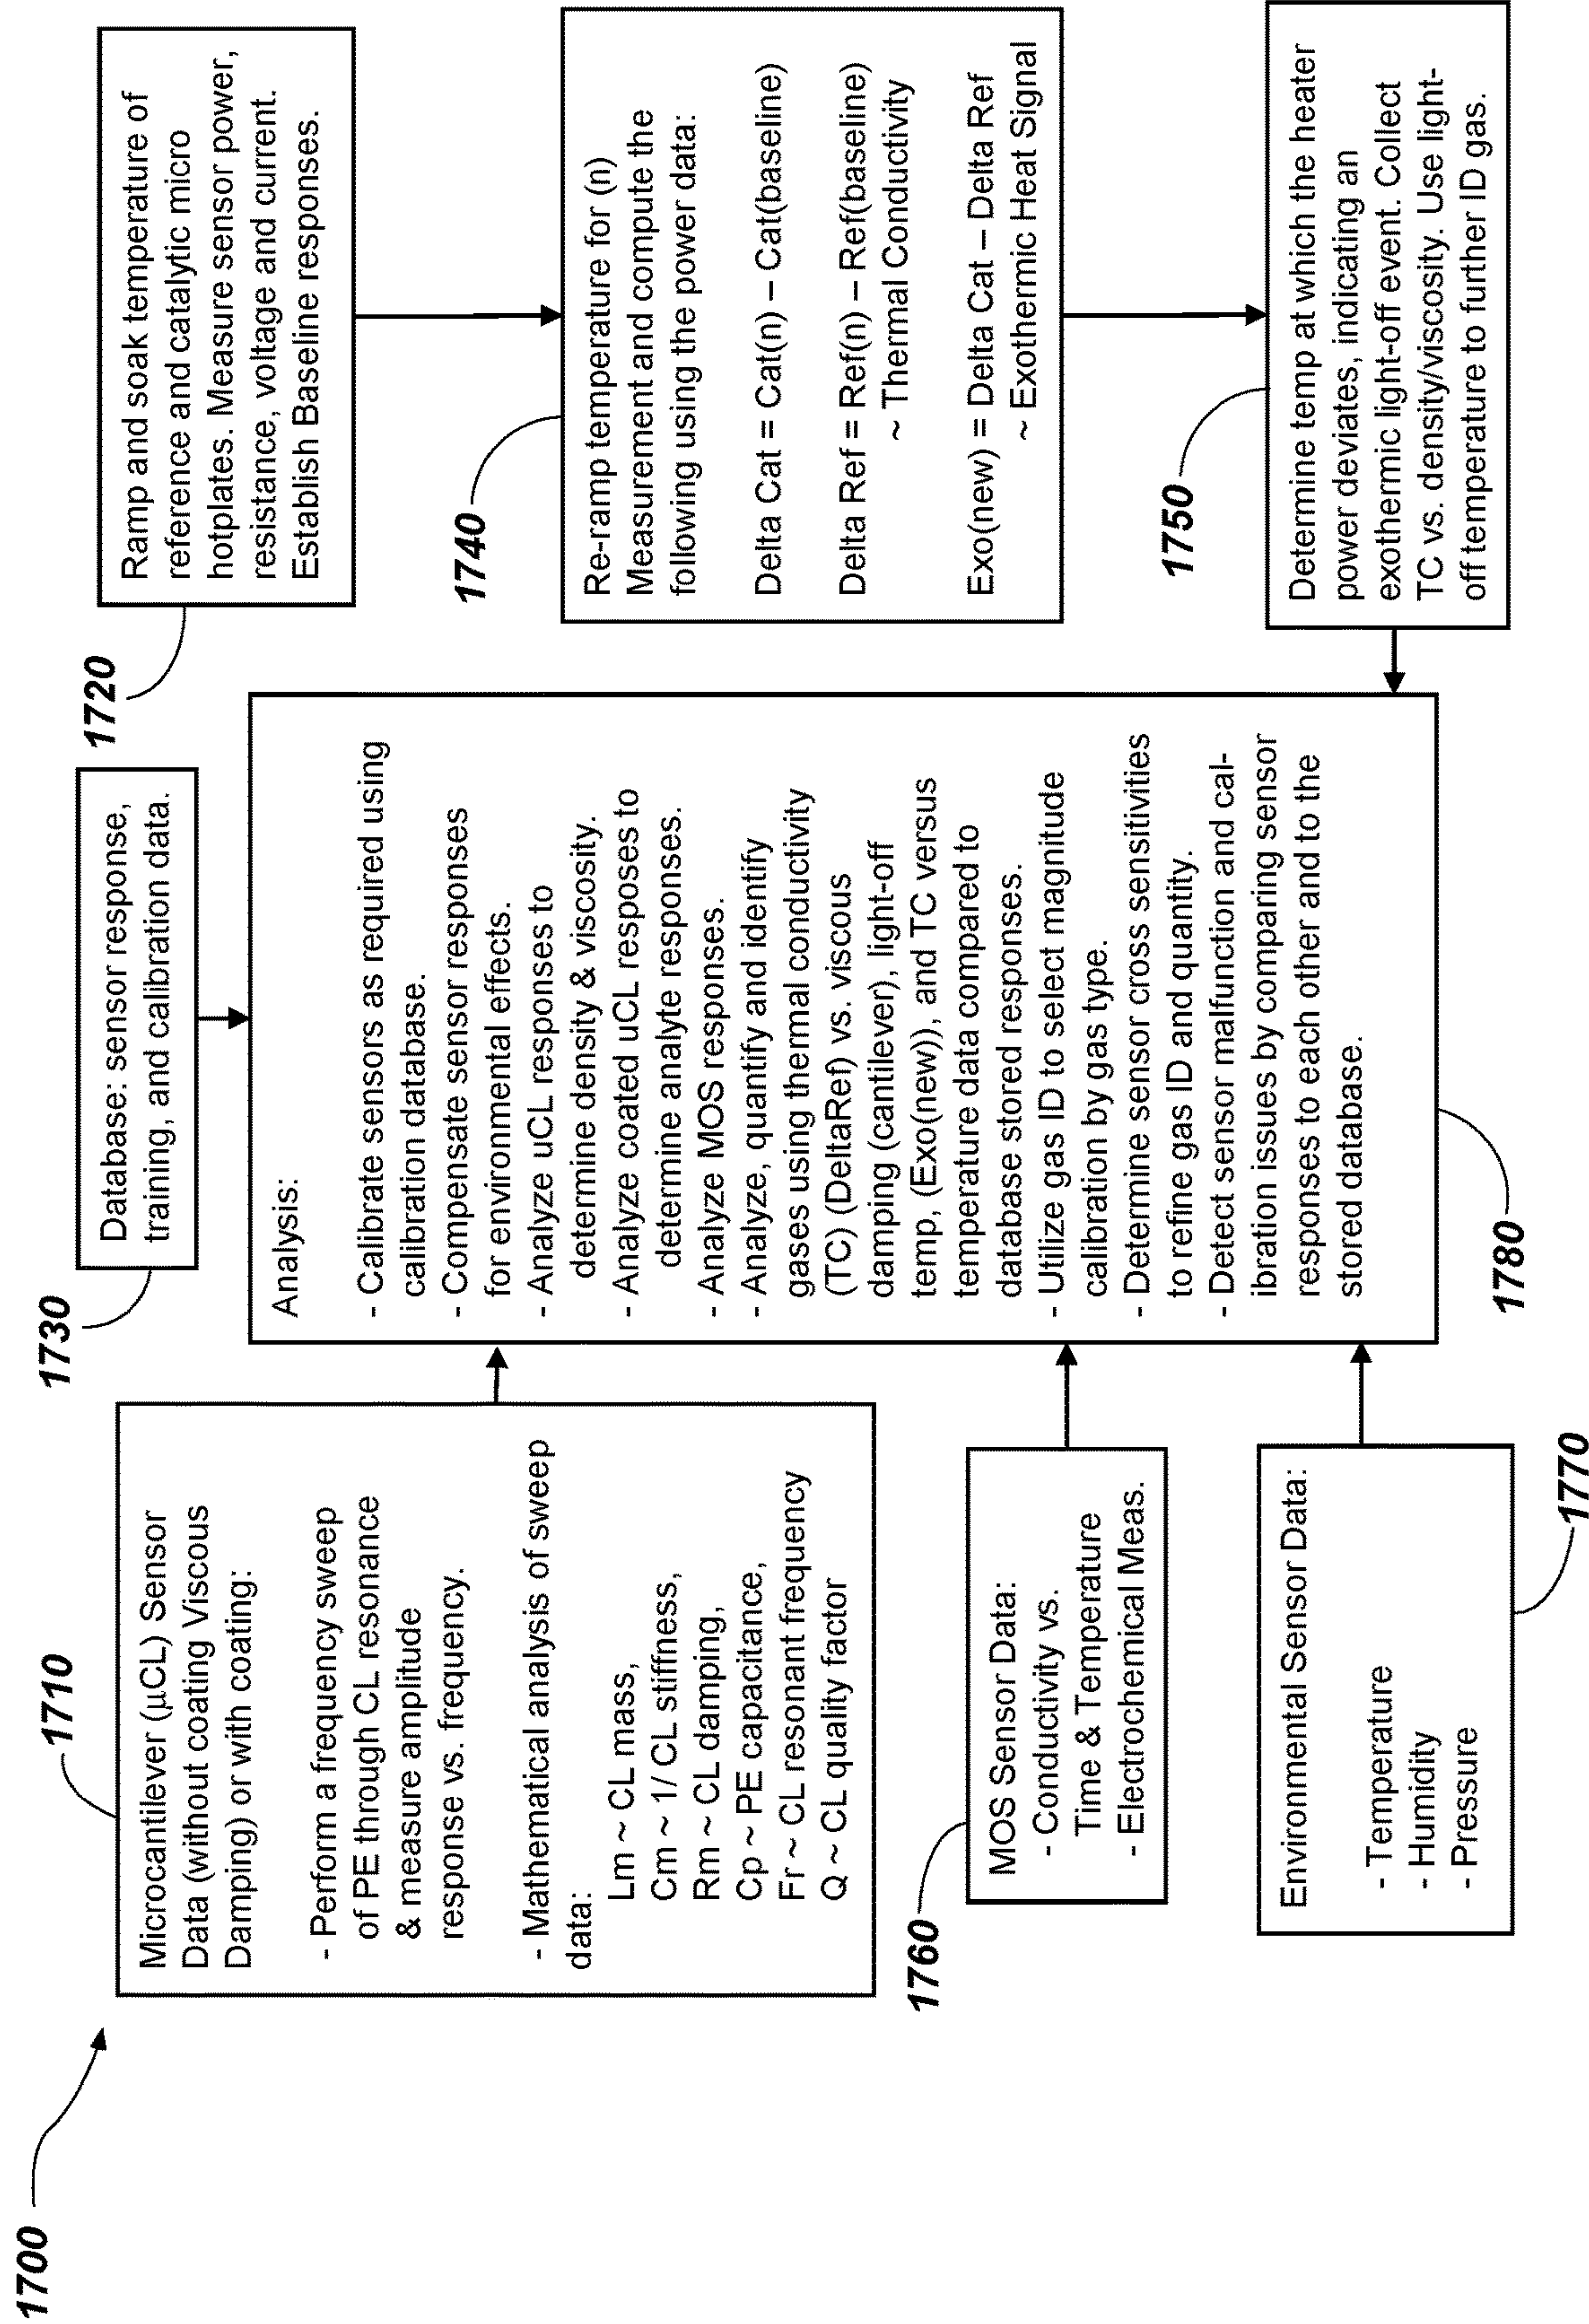 1700
1710
Microcantilever (μCL) Sensor
Data (without coating Viscous
Damping) or with coating:
- Perform a frequency sweep
of PE through CL resonance
& measure amplitude
response vs. frequency.
- Mathematical analysis of sweep
data:
Lm ~ CL mass,
Cm ~ 1/ CL stiffness,
Rm ~ CL damping,
Cp ~ PE capacitance,
Fr ~ CL resonant frequency
Q ~ CL quality factor
1760
MOS Sensor Data:
- Conductivity vs.
Time & Temperature
- Electrochemical Meas.
Environmental Sensor Data:
- Temperature
- Humidity
- Pressure
1770
1730
Database: sensor response,
training, and calibration data.
Analysis:
- Calibrate sensors as required using
calibration database.
- Compensate sensor responses
for environmental effects.
- Analyze uCL responses to
determine density & viscosity.
- Analyze coated uCL resposes to
determine analyte responses.
- Analyze MOS responses.
- Analyze, quantify and identify
gases using thermal conductivity
(TC) (DeltaRef) vs. viscous
damping (cantilever), light-off
temp, (Exo(new)), and TC versus
temperature data compared to
database stored responses.
- Utilize gas ID to select magnitude
calibration by gas type.
- Determine sensor cross sensitivities
to refine gas ID and quantity.
- Detect sensor malfunction and cal-
ibration issues by comparing sensor
responses to each other and to the
stored database.
1780
1720
Ramp and soak temperature of
reference and catalytic micro
hotplates. Measure sensor power,
resistance, voltage and current.
Establish Baseline responses.
1740
Re-ramp temperature for (n)
Measurement and compute the
following using the power data:
Delta Cat = Cat(n) – Cat(baseline)
Delta Ref = Ref(n) – Ref(baseline)
~ Thermal Conductivity
Exo(new) = Delta Cat – Delta Ref
~ Exothermic Heat Signal
1750
Determine temp at which the heater
power deviates, indicating an
exothermic light-off event. Collect
TC vs. density/viscosity. Use light-
off temperature to further ID gas.